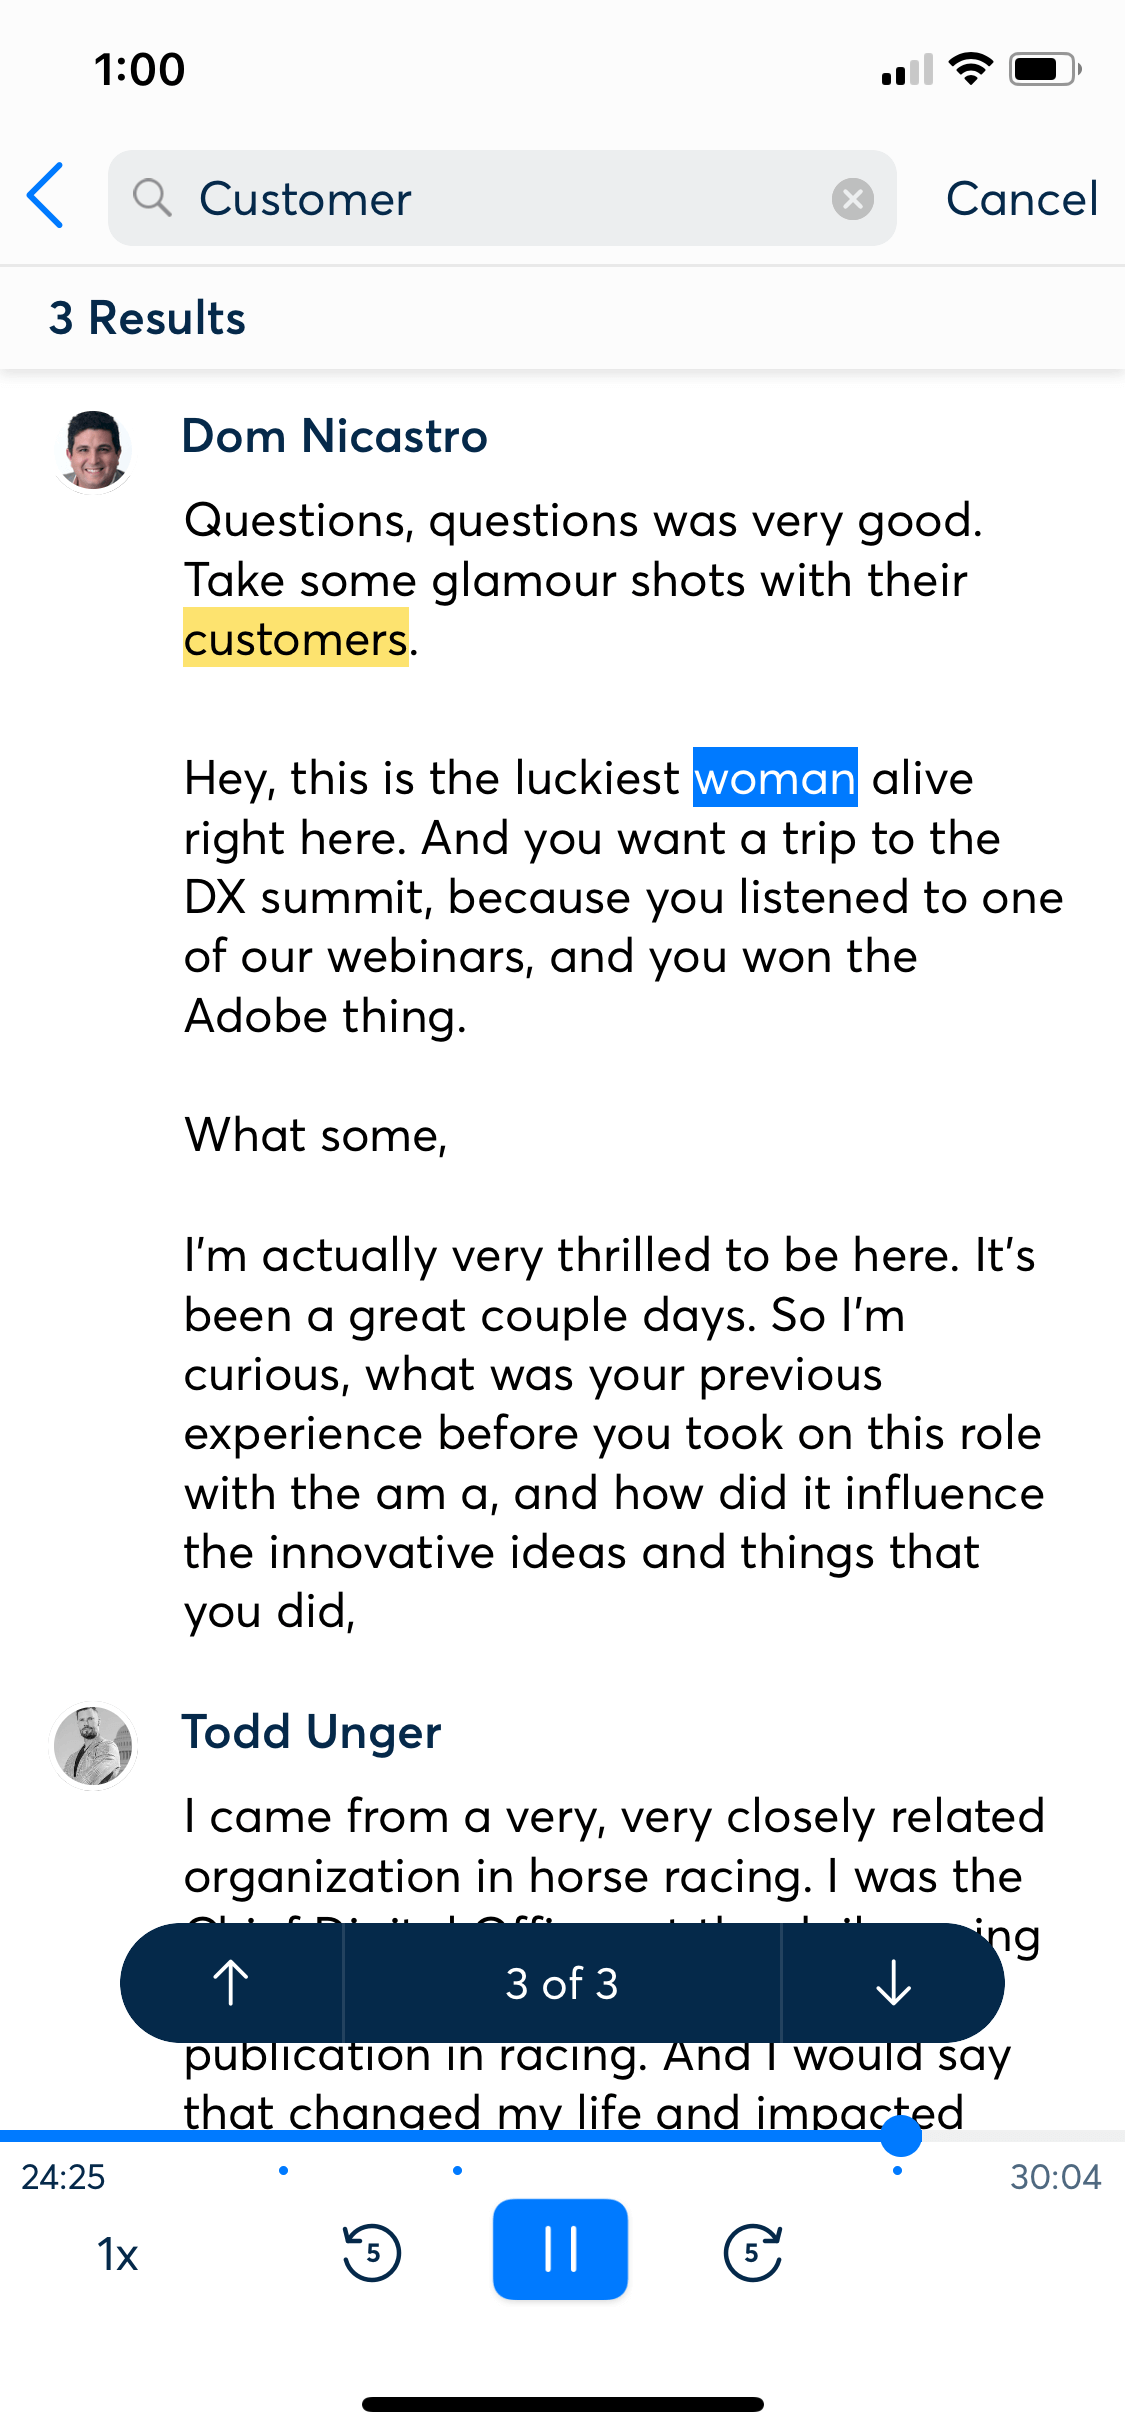 1:00
Customer
Cancel
3 Results
Dom Nicastro
Questions, questions was very good.
Take some glamour shots with their
customers.
Hey, this is the luckiest woman alive
right here. And you want a trip to the
DX summit, because you listened to one
of our webinars, and you won the
Adobe thing.
What some,
I'm actually very thrilled to be here. It's
been a great couple days. So I'm
curious, what was your previous
experience before you took on this role
with the am a, and how did it influence
the innovative ideas and things that
you did,
Todd Unger
I came from a very, very closely related
organization in horse racing. I was the
Chief Digital
3 of 3
publication in racing. And I would say
that changed my life and impacted
24:25
30:04
1x
5
5